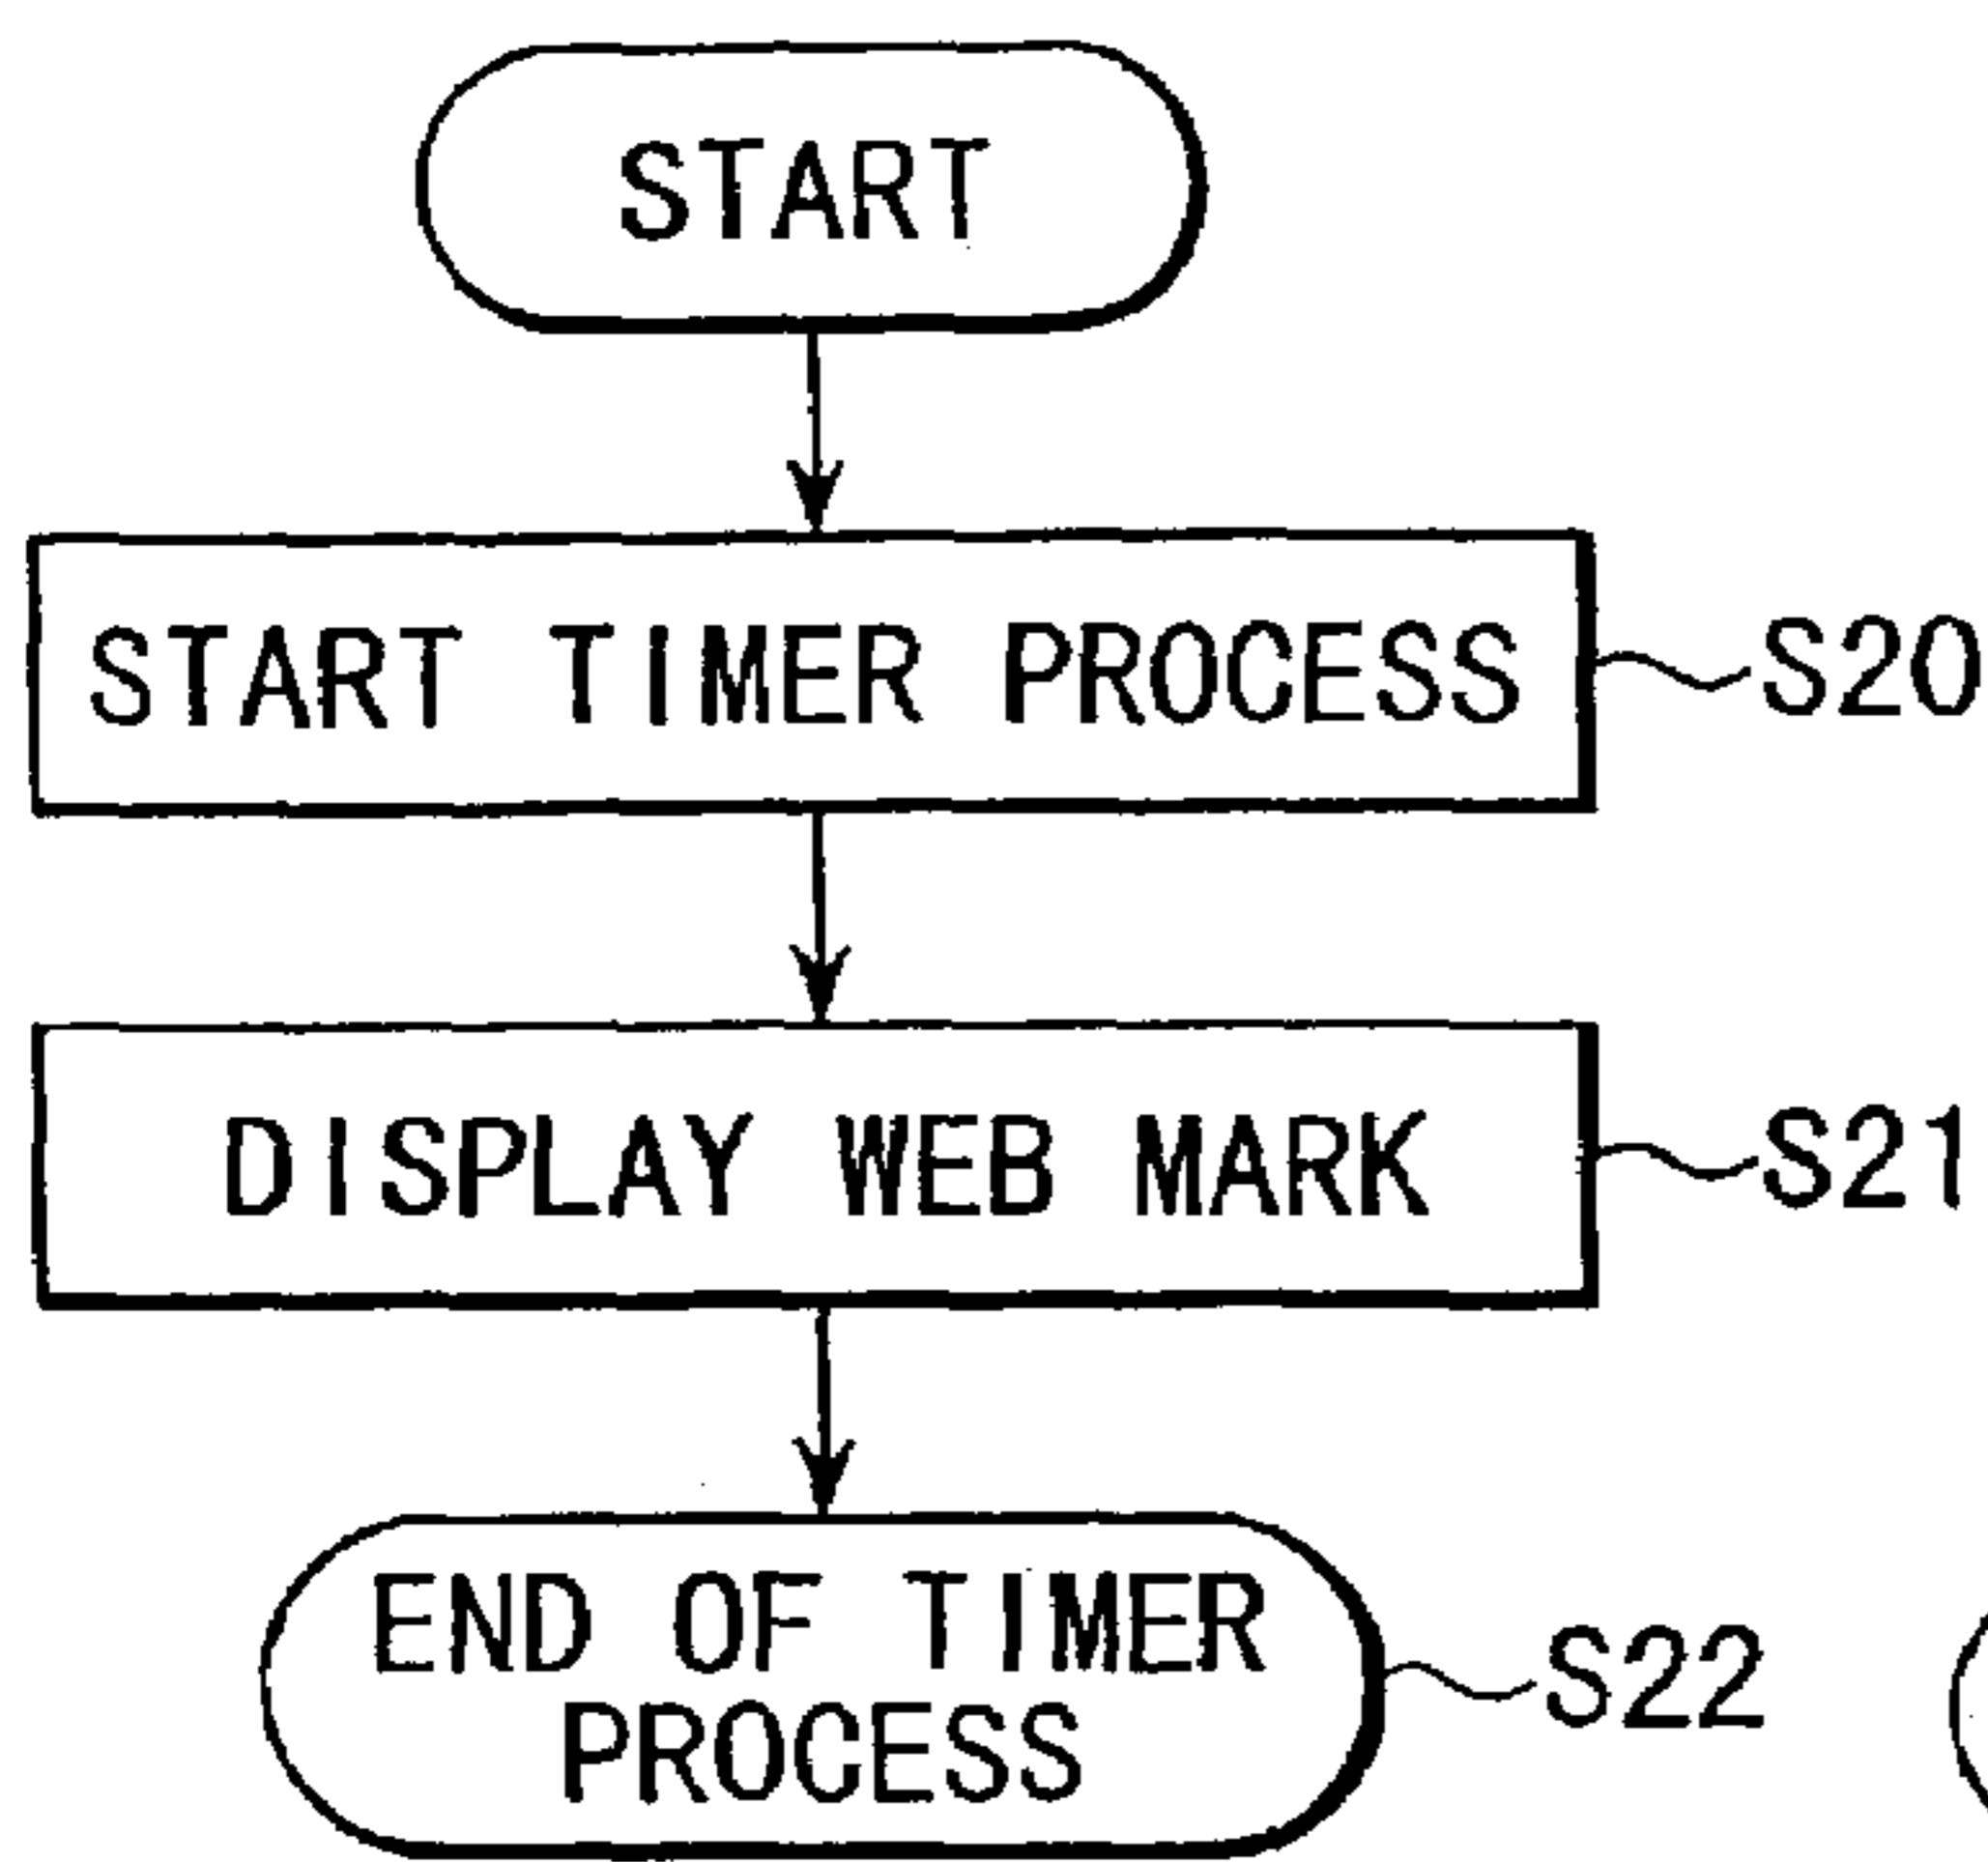 START
START TIMER PROCESS
S20
DISPLAY WEB MARK
S21
END OF TIMER
PROCESS
S22